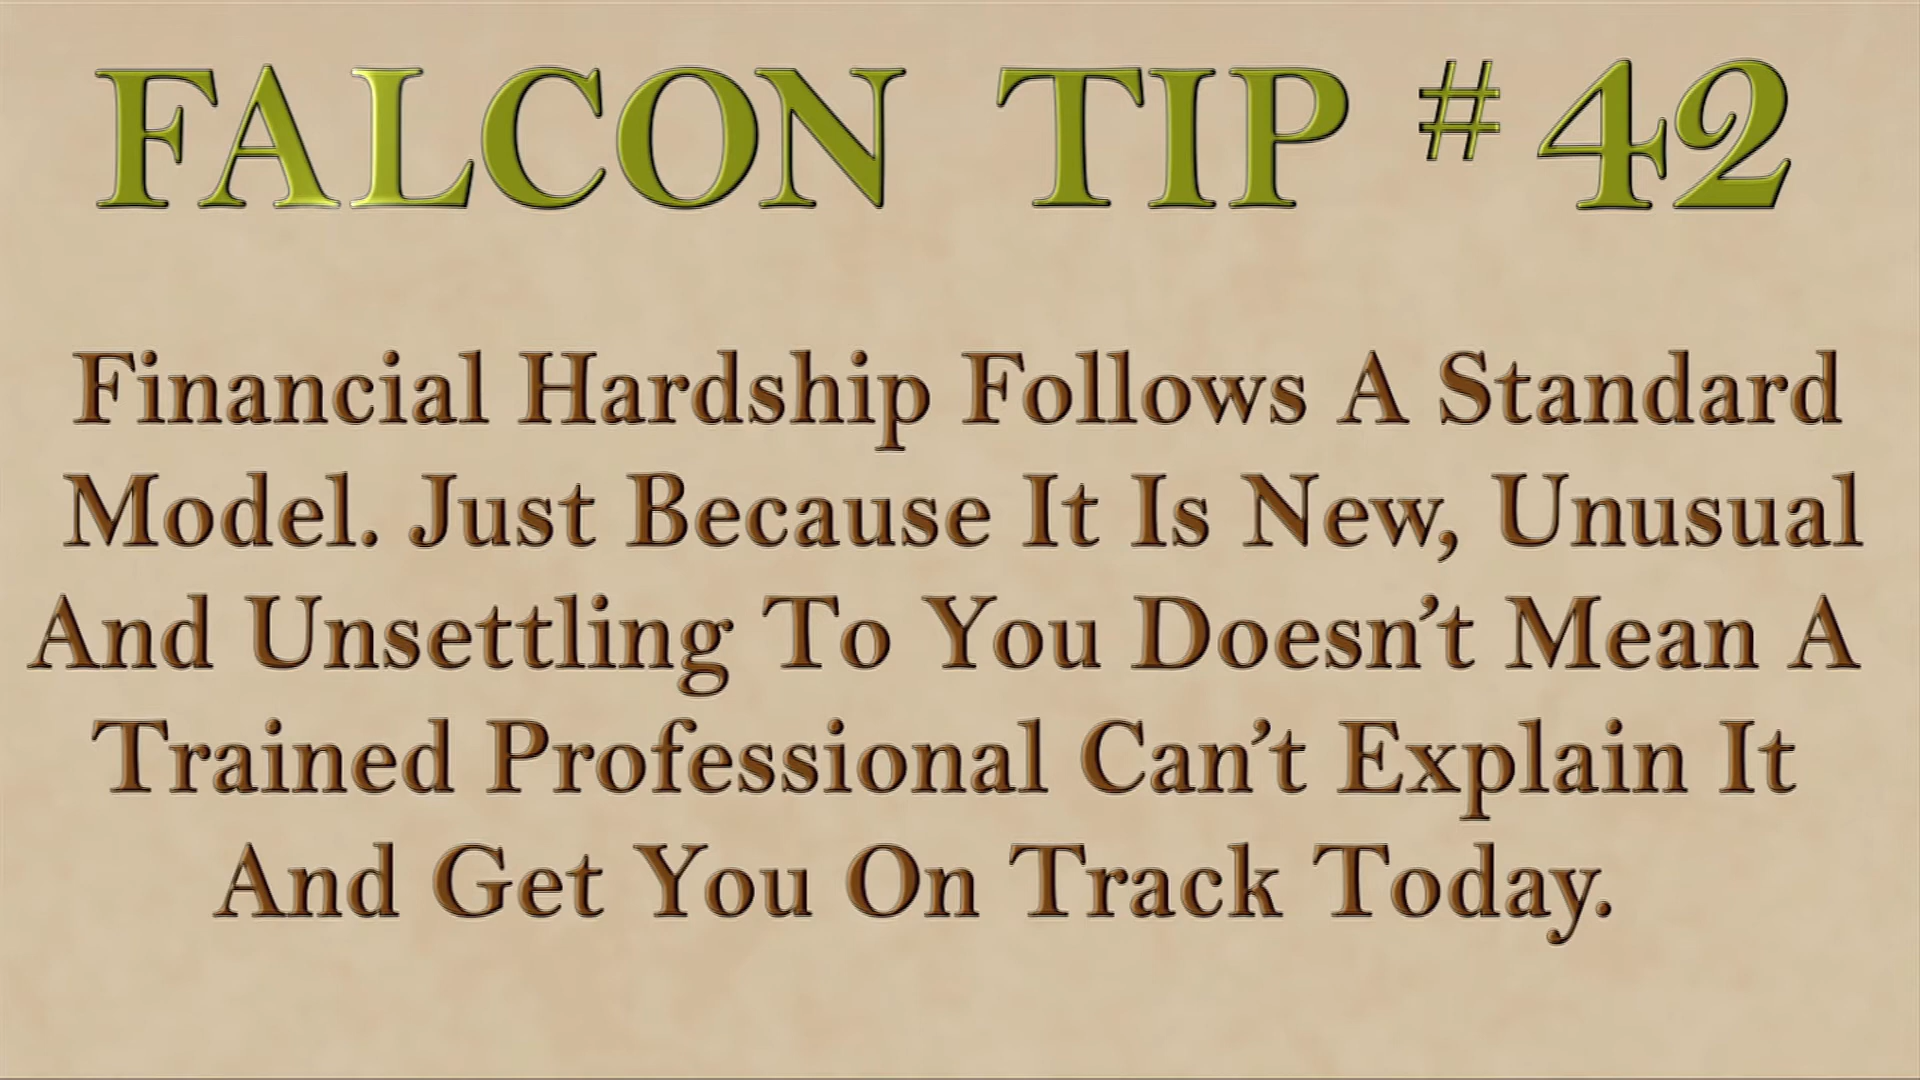 FALCON TIP #42
Financial Hardship Follows A Standard
Model. Just Because It Is New, Unusual
And Unsettling To You Doesn’t Mean A
Trained Professional Can’t Explain It
And Get You On Track Today.